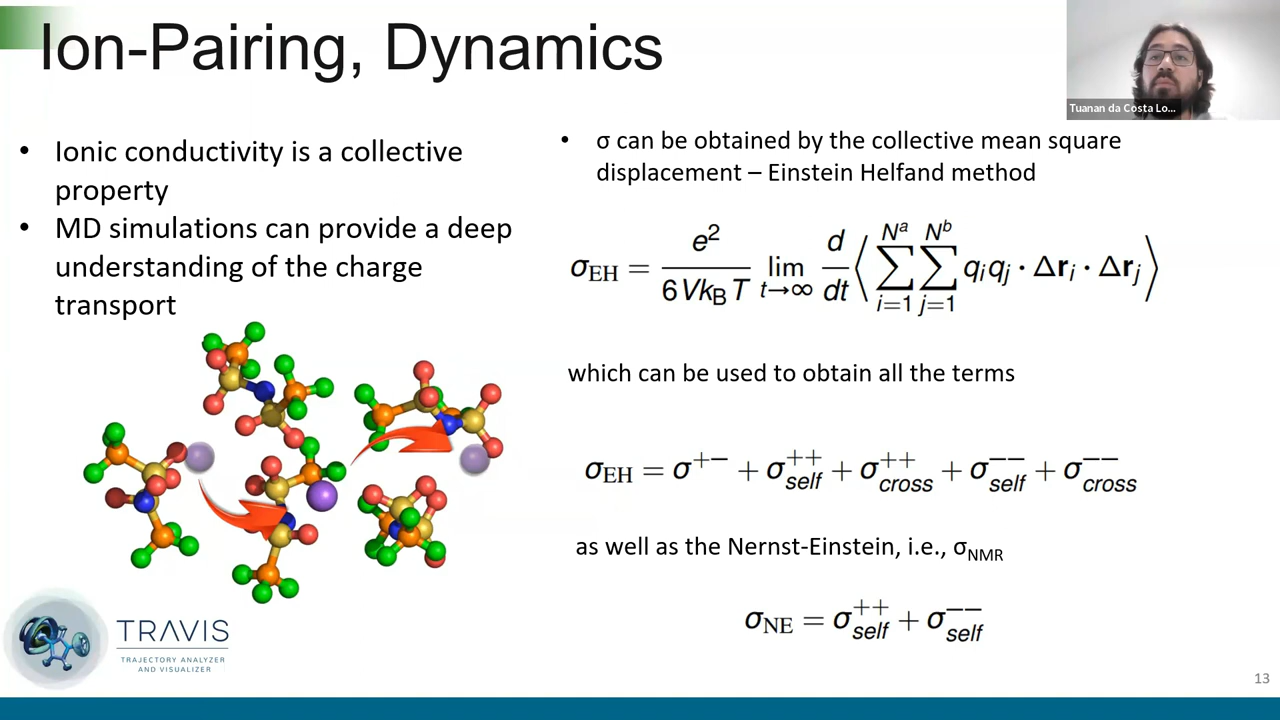 Ion-Pairing, Dynamics
Tuanan da Costa Lo...
• Ionic conductivity is a collective
property
• MD simulations can provide a deep
understanding of the charge
transport
• σ can be obtained by the collective mean square
displacement – Einstein Helfand method
σ_EH = e² / (6Vk_BT) lim_{t→∞} d/dt ⟨ ∑_{i=1}^{N^a} ∑_{j=1}^{N^b} q_i q_j · Δr_i · Δr_j ⟩
which can be used to obtain all the terms
σ_EH = σ^{+−} + σ^{++}_{self} + σ^{++}_{cross} + σ^{−−}_{self} + σ^{−−}_{cross}
as well as the Nernst-Einstein, i.e., σ_NMR
σ_NE = σ^{++}_{self} + σ^{−−}_{self}
TRAVIS
TRAJECTORY ANALYZER
AND VISUALIZER
13